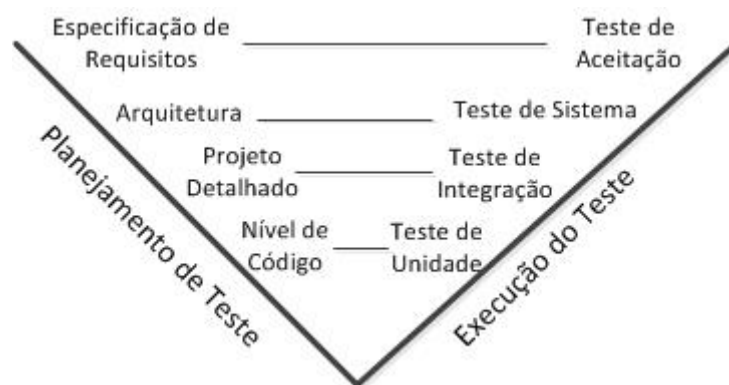 Especificação de
Requisitos
Teste de
Aceitação
Arquitetura
Teste de Sistema
Projeto
Detalhado
Teste de
Integração
Nível de
Código
Teste de
Unidade
Planejamento de Teste
Execução do Teste